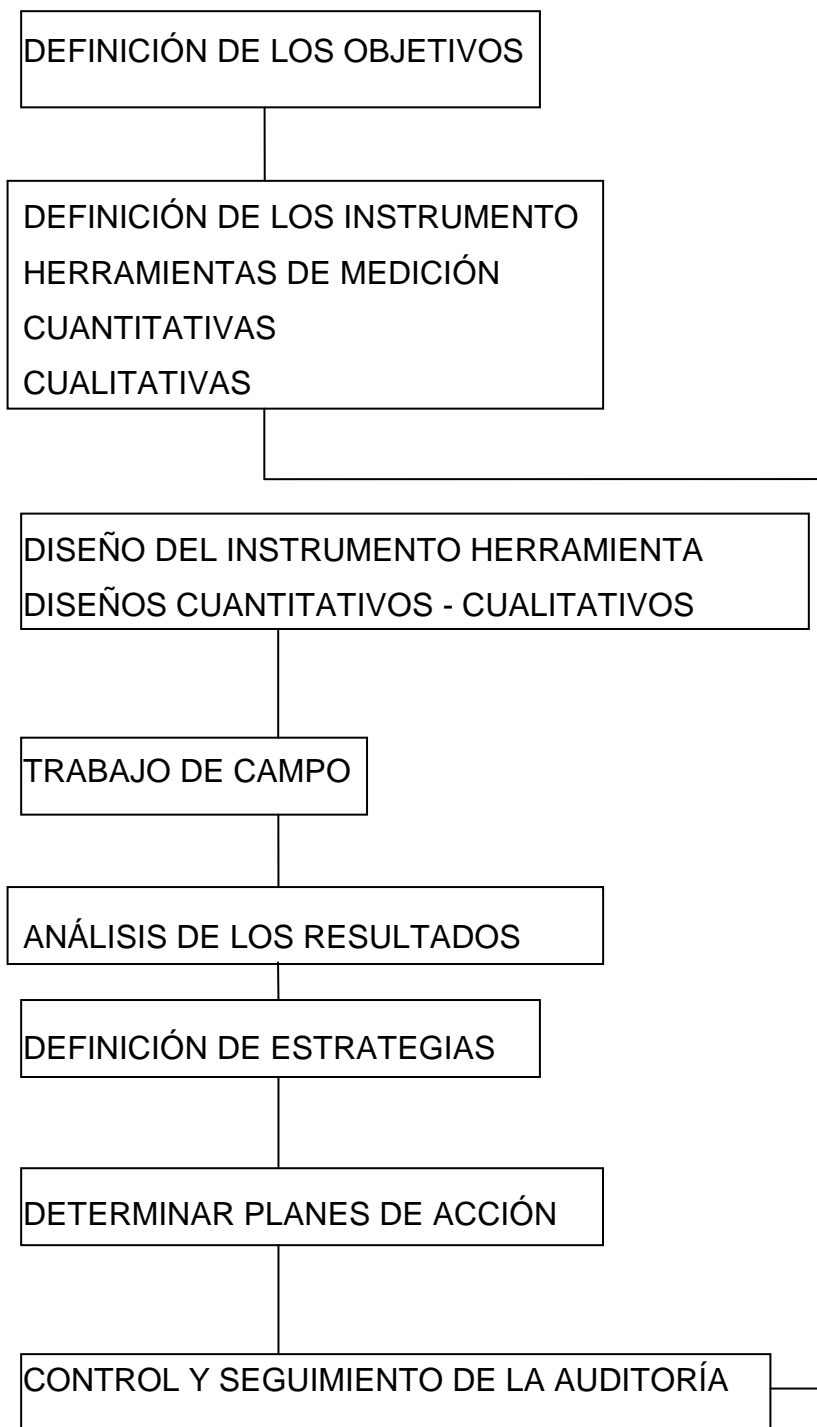 DEFINICIÓN DE LOS OBJETIVOS
DEFINICIÓN DE LOS INSTRUMENTO
HERRAMIENTAS DE MEDICIÓN
CUANTITATIVAS
CUALITATIVAS
DISEÑO DEL INSTRUMENTO HERRAMIENTA
DISEÑOS CUANTITATIVOS - CUALITATIVOS
TRABAJO DE CAMPO
ANÁLISIS DE LOS RESULTADOS
DEFINICIÓN DE ESTRATEGIAS
DETERMINAR PLANES DE ACCIÓN
CONTROL Y SEGUIMIENTO DE LA AUDITORÍA